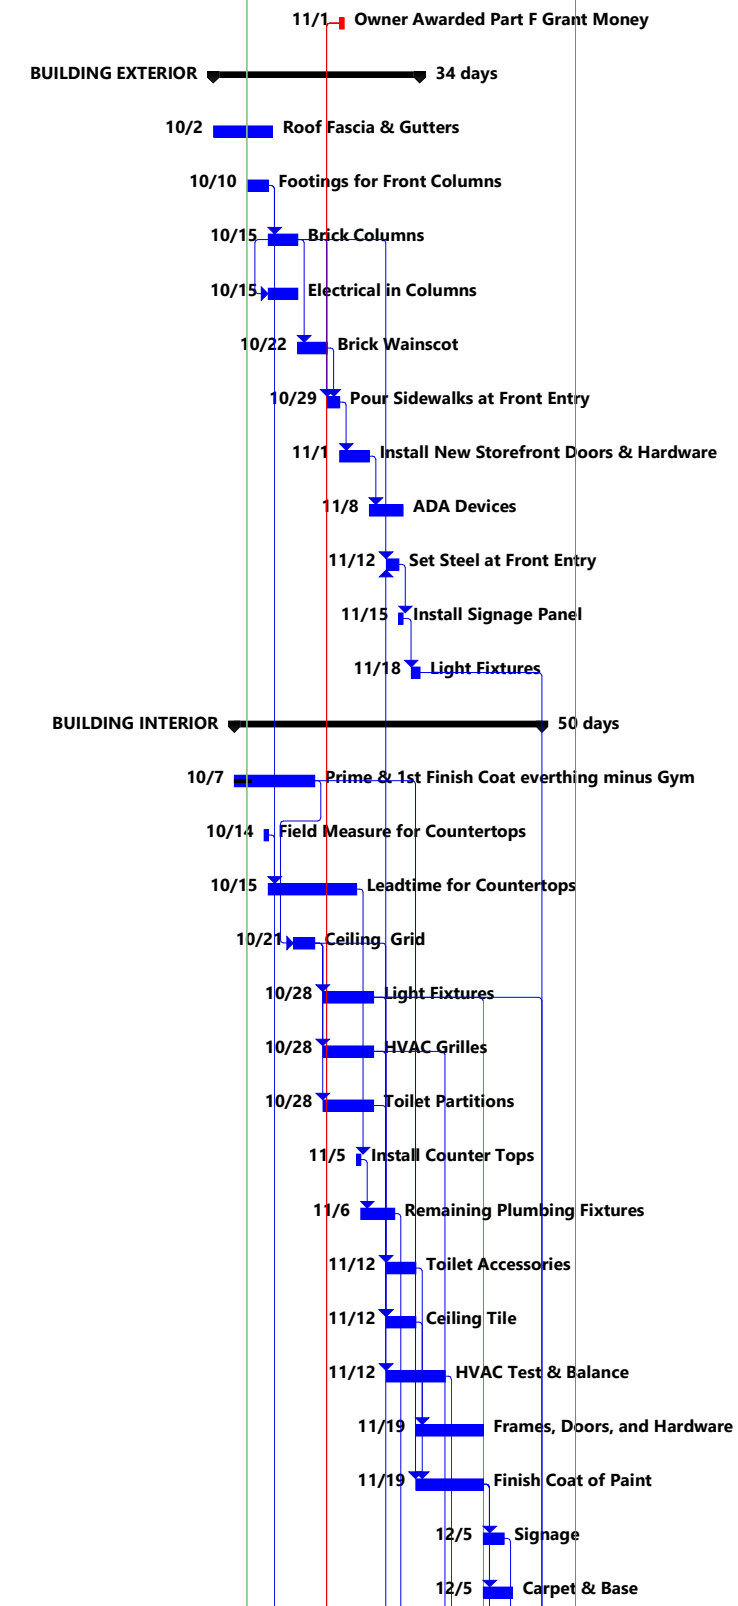 11/1 Owner Awarded Part F Grant Money
BUILDING EXTERIOR 34 days
10/2 Roof Fascia & Gutters
10/10 Footings for Front Columns
10/15 Brick Columns
10/15 Electrical in Columns
10/22 Brick Wainscot
10/29 Pour Sidewalks at Front Entry
11/1 Install New Storefront Doors & Hardware
11/8 ADA Devices
11/12 Set Steel at Front Entry
11/15 Install Signage Panel
11/18 Light Fixtures
BUILDING INTERIOR 50 days
10/7 Prime & 1st Finish Coat everthing minus Gym
10/14 Field Measure for Countertops
10/15 Leadtime for Countertops
10/21 Ceiling Grid
10/28 Light Fixtures
10/28 HVAC Grilles
10/28 Toilet Partitions
11/5 Install Counter Tops
11/6 Remaining Plumbing Fixtures
11/12 Toilet Accessories
11/12 Ceiling Tile
11/12 HVAC Test & Balance
11/19 Frames, Doors, and Hardware
11/19 Finish Coat of Paint
12/5 Signage
12/5 Carpet & Base